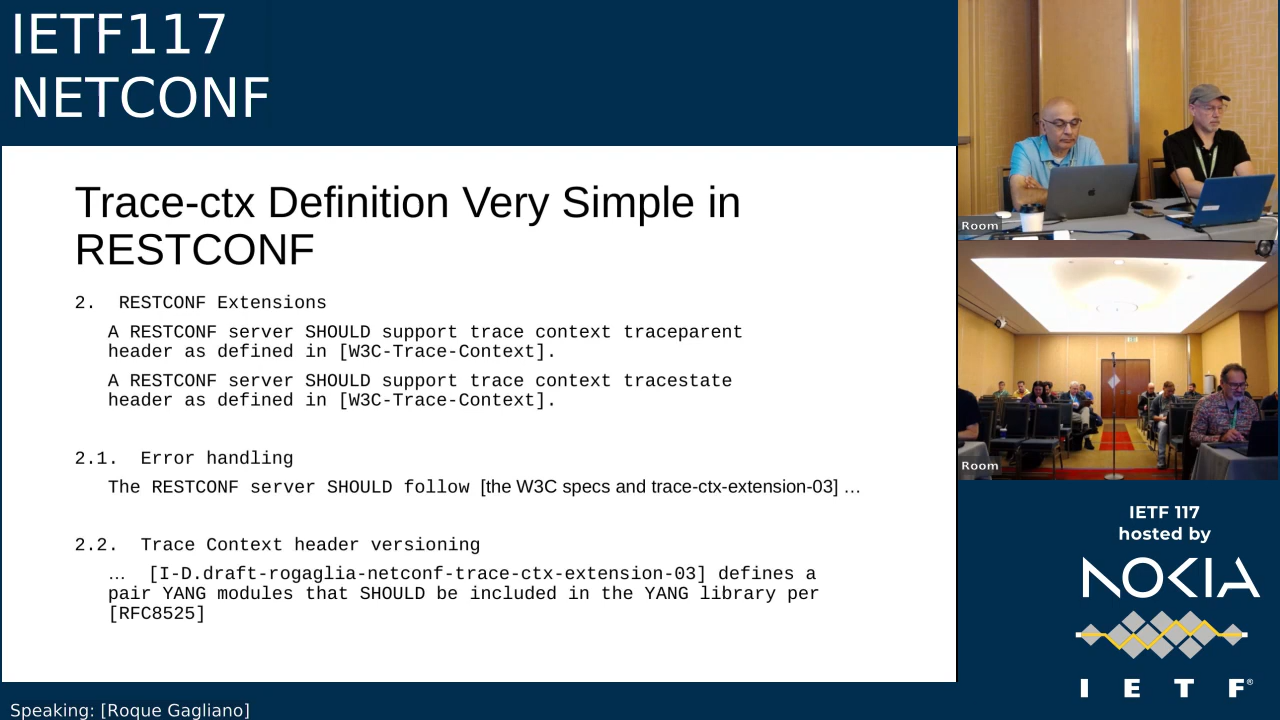 IETF117
NETCONF
Trace-ctx Definition Very Simple in
RESTCONF
2.  RESTCONF Extensions
A RESTCONF server SHOULD support trace context traceparent
header as defined in [W3C-Trace-Context].
A RESTCONF server SHOULD support trace context tracestate
header as defined in [W3C-Trace-Context].
2.1.  Error handling
The RESTCONF server SHOULD follow [the W3C specs and trace-ctx-extension-03] …
2.2.  Trace Context header versioning
…  [I-D.draft-rogaglia-netconf-trace-ctx-extension-03] defines a
pair YANG modules that SHOULD be included in the YANG library per
[RFC8525]
Room
Room
IETF 117
hosted by
NOKIA
I E T F®
Speaking: [Roque Gagliano]